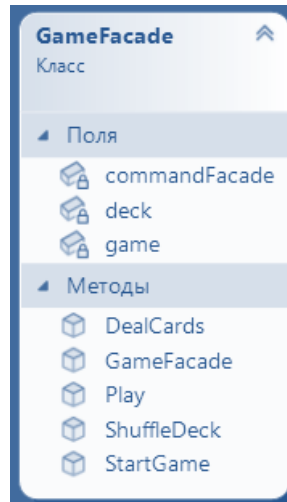 GameFacade
Класс
Поля
commandFacade
deck
game
Методы
DealCards
GameFacade
Play
ShuffleDeck
StartGame